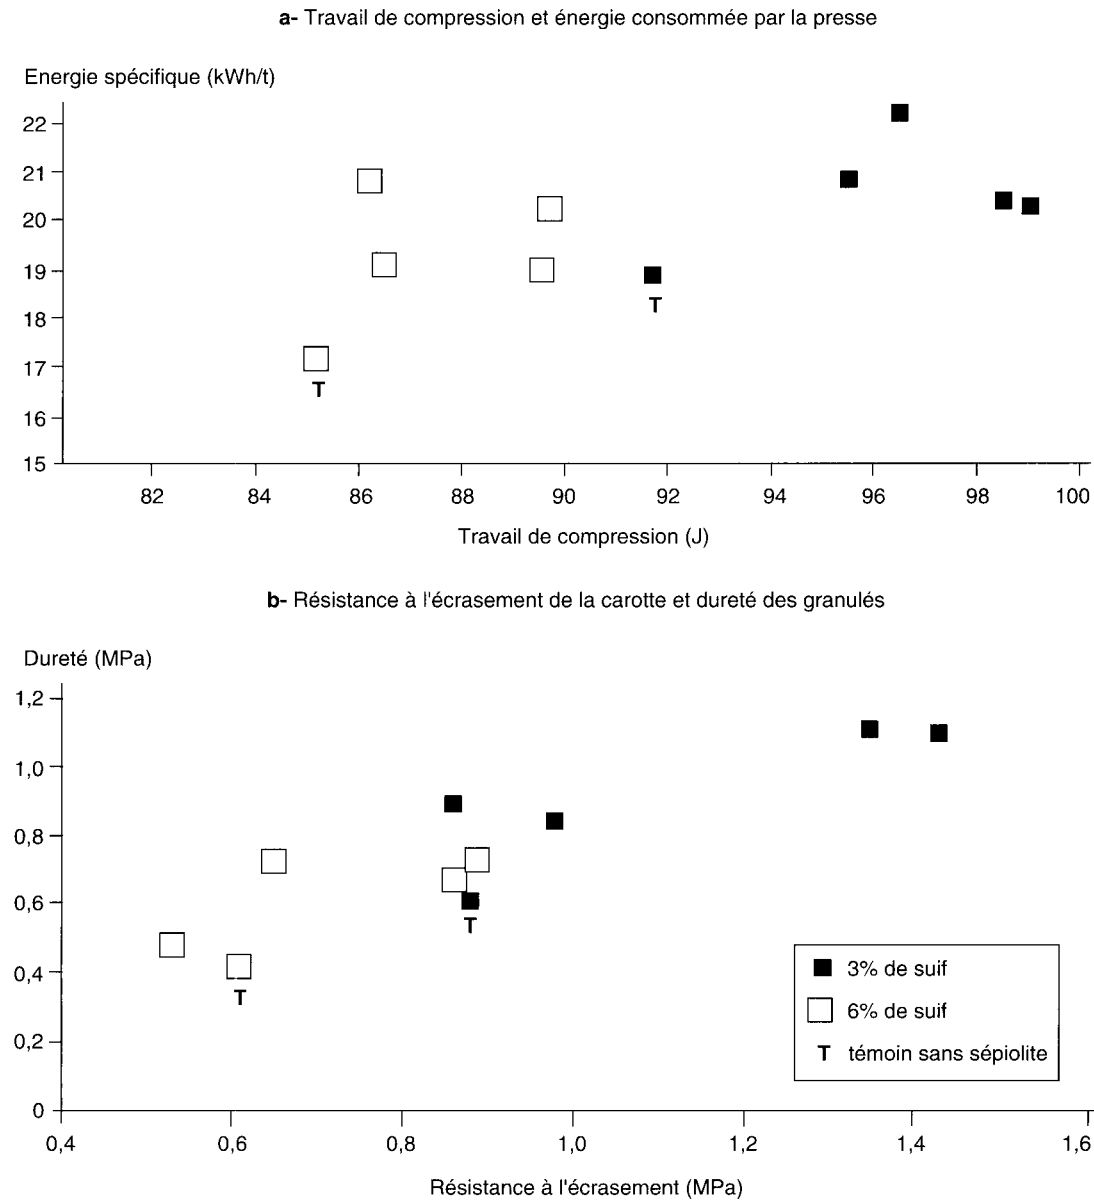 a- Travail de compression et énergie consommée par la presse
Energie spécifique (kWh/t)
22
21
20
19
18
17
16
15
T
T
82 84 86 88 90 92 94 96 98 100
Travail de compression (J)
b- Résistance à l'écrasement de la carotte et dureté des granulés
Dureté (MPa)
1,2
1,0
0,8
0,6
0,4
0,2
0
T
T
3% de suif
6% de suif
T témoin sans sépiolite
0,4 0,6 0,8 1,0 1,2 1,4 1,6
Résistance à l'écrasement (MPa)